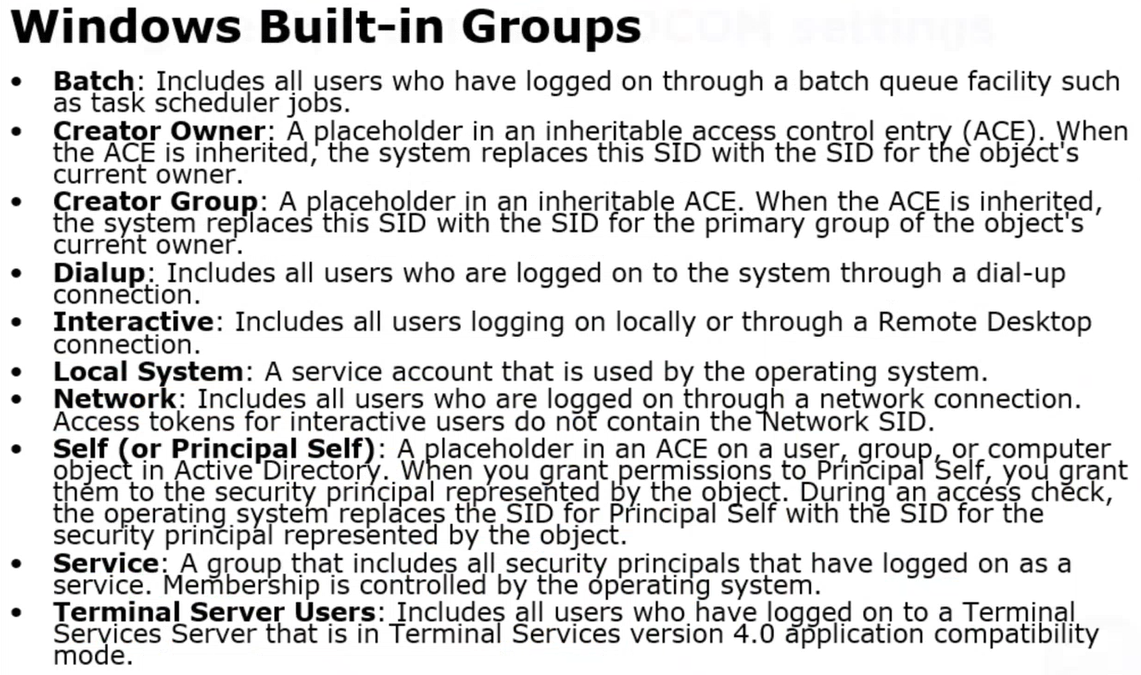 Windows Built-in Groups
• Batch: Includes all users who have logged on through a batch queue facility such
as task scheduler jobs.
• Creator Owner: A placeholder in an inheritable access control entry (ACE). When
the ACE is inherited, the system replaces this SID with the SID for the object's
current owner.
• Creator Group: A placeholder in an inheritable ACE. When the ACE is inherited,
the system replaces this SID with the SID for the primary group of the object's
current owner.
• Dialup: Includes all users who are logged on to the system through a dial-up
connection.
• Interactive: Includes all users logging on locally or through a Remote Desktop
connection.
• Local System: A service account that is used by the operating system.
• Network: Includes all users who are logged on through a network connection.
Access tokens for interactive users do not contain the Network SID.
• Self (or Principal Self): A placeholder in an ACE on a user, group, or computer
object in Active Directory. When you grant permissions to Principal Self, you grant
them to the security principal represented by the object. During an access check,
the operating system replaces the SID for Principal Self with the SID for the
security principal represented by the object.
• Service: A group that includes all security principals that have logged on as a
service. Membership is controlled by the operating system.
• Terminal Server Users: Includes all users who have logged on to a Terminal
Services Server that is in Terminal Services version 4.0 application compatibility
mode.